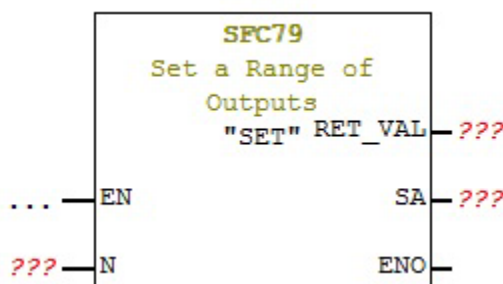 SFC79
Set a Range of
Outputs
"SET" RET_VAL ???
... EN SA ???
??? N ENO